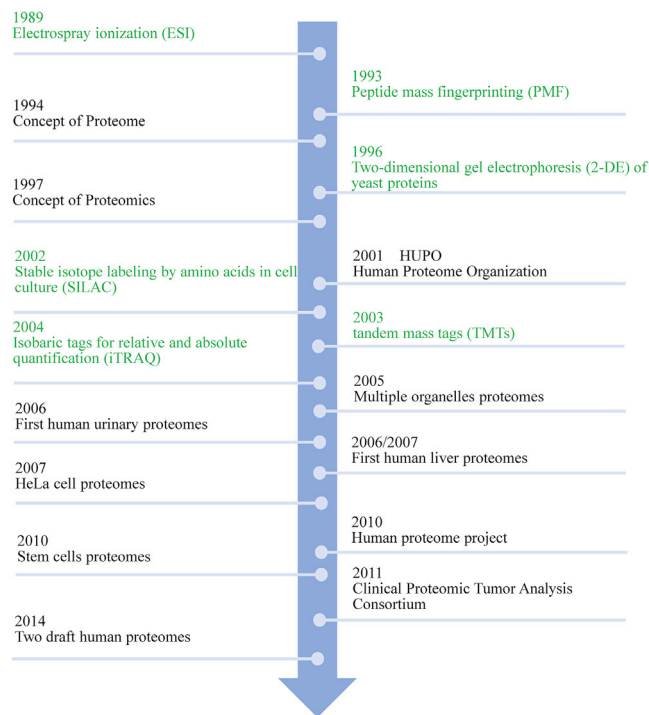 1989
Electrospray ionization (ESI)
1993
Peptide mass fingerprinting (PMF)
1994
Concept of Proteome
1996
Two-dimensional gel electrophoresis (2-DE) of
yeast proteins
1997
Concept of Proteomics
2001 HUPO
Human Proteome Organization
2002
Stable isotope labeling by amino acids in cell
culture (SILAC)
2003
tandem mass tags (TMTs)
2004
Isobaric tags for relative and absolute
quantification (iTRAQ)
2005
Multiple organelles proteomes
2006
First human urinary proteomes
2006/2007
First human liver proteomes
2007
HeLa cell proteomes
2010
Human proteome project
2010
Stem cells proteomes
2011
Clinical Proteomic Tumor Analysis
Consortium
2014
Two draft human proteomes